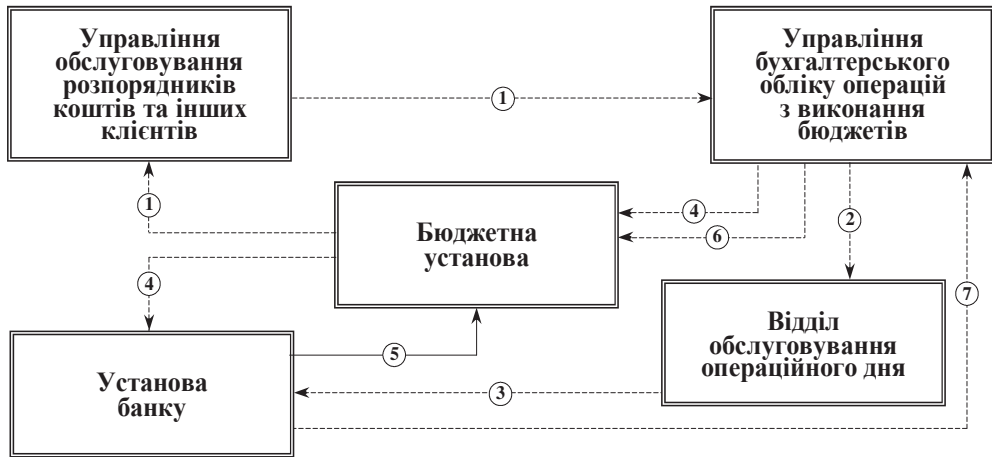 Управління
обслуговування
розпорядників
коштів та інших
клієнтів
Управління
бухгалтерського
обліку операцій
з виконання
бюджетів
1
1
4
6
2
Бюджетна
установа
4
7
Відділ
обслуговування
операційного дня
5
Установа
банку
3